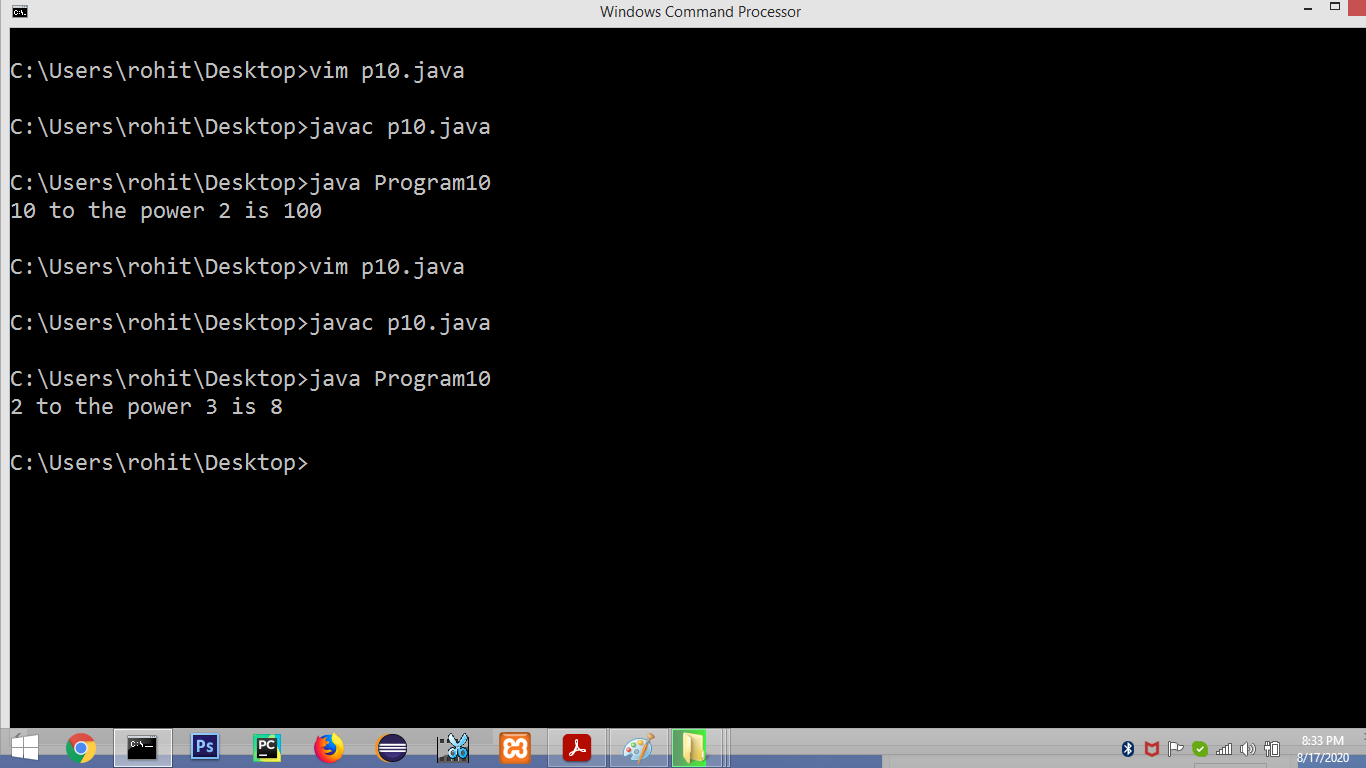 Windows Command Processor
C:\Users\rohit\Desktop>vim p10.java
C:\Users\rohit\Desktop>javac p10.java
C:\Users\rohit\Desktop>java Program10
10 to the power 2 is 100
C:\Users\rohit\Desktop>vim p10.java
C:\Users\rohit\Desktop>javac p10.java
C:\Users\rohit\Desktop>java Program10
2 to the power 3 is 8
C:\Users\rohit\Desktop>
C:\_
Ps
PC
8:33 PM
8/17/2020